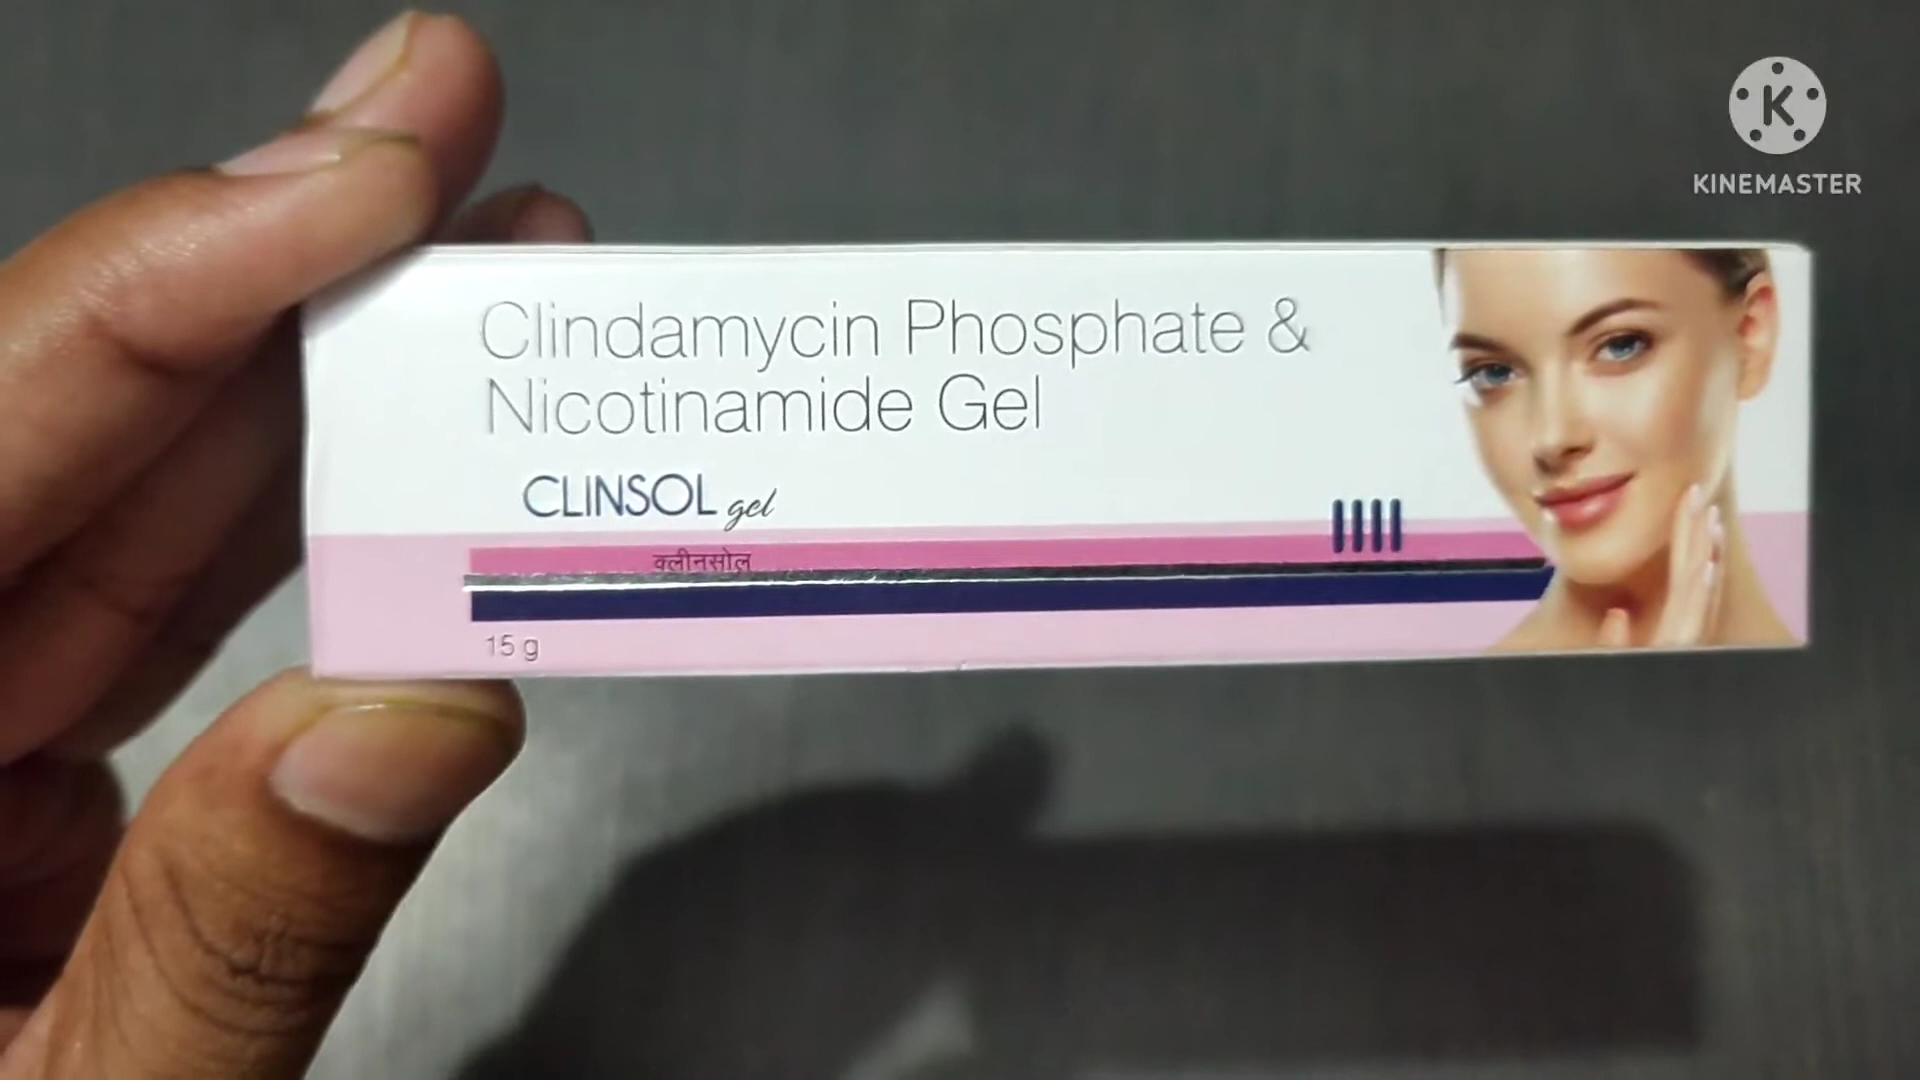 K
KINEMASTER
Clindamycin Phosphate &
Nicotinamide Gel
CLINSOL gel
क्लीनसोल
15 g